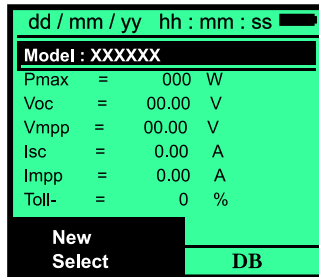 dd / mm / yy hh : mm : ss
Model : XXXXXX
Pmax = 000 W
Voc = 00.00 V
Vmpp = 00.00 V
Isc = 0.00 A
Impp = 0.00 A
Toll- = 0 %
New
Select DB